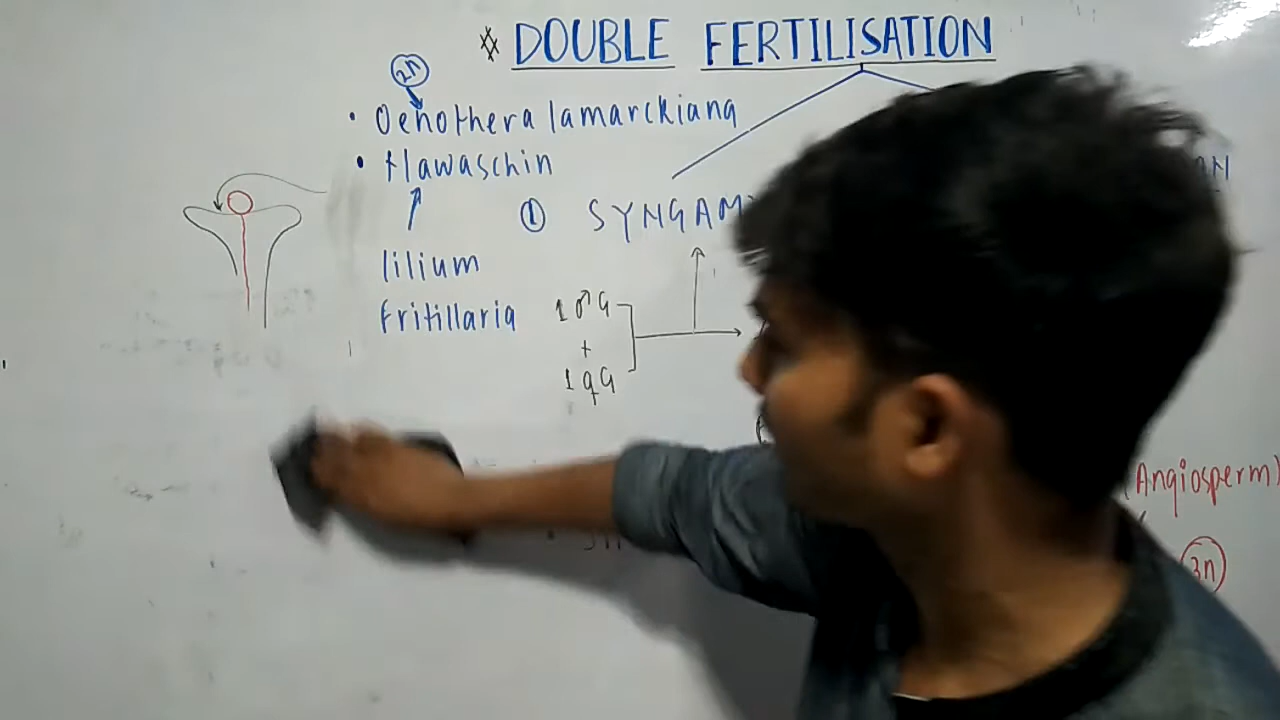 * DOUBLE FERTILISATION
2n
• Oenothera lamarckiana
• Hawaschin
① SYNGAM
lilium
fritillaria
1♂G
+
1♀G
(Angiosperm)
3n